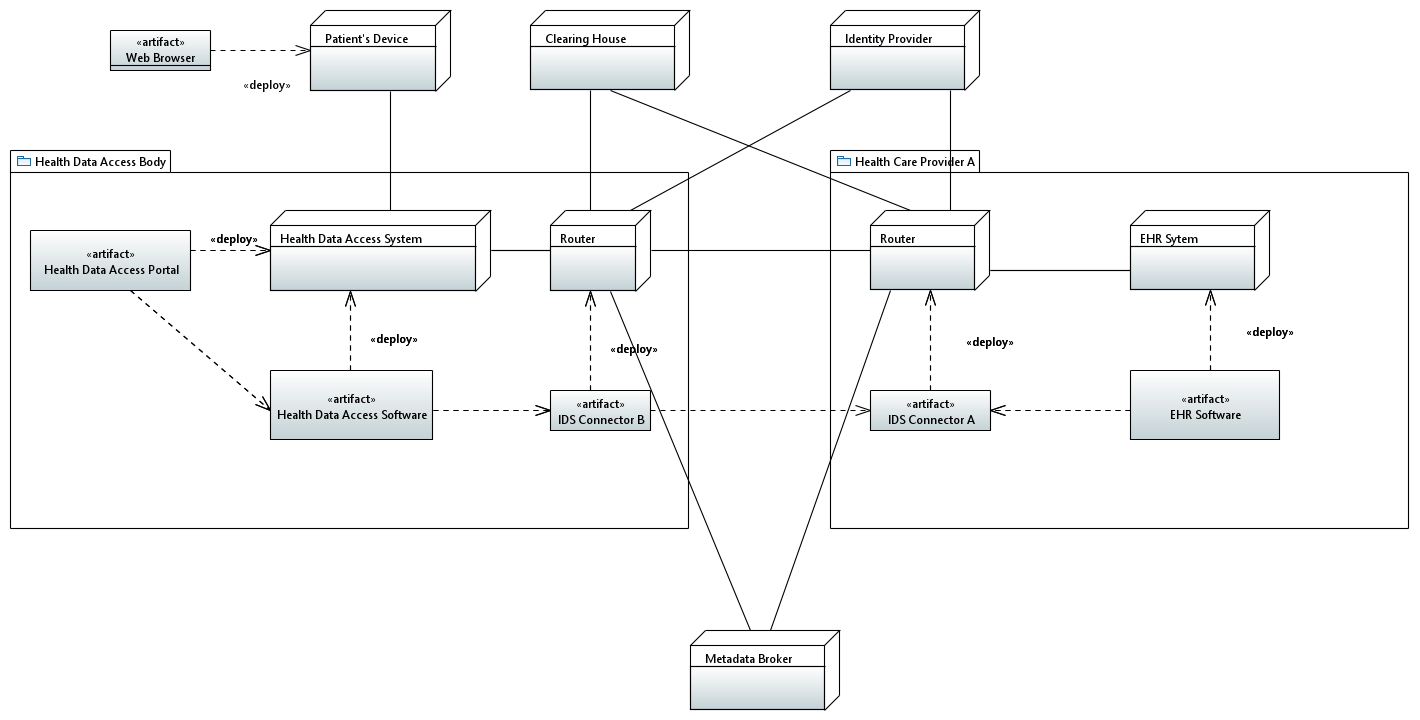 «artifact»
Web Browser
«deploy»
Patient's Device
Clearing House
Identity Provider
Health Data Access Body
Health Care Provider A
«artifact»
Health Data Access Portal
«deploy»
Health Data Access System
Router
Router
EHR Sytem
«deploy»
«deploy»
«deploy»
«deploy»
«artifact»
Health Data Access Software
«artifact»
IDS Connector B
«artifact»
IDS Connector A
«artifact»
EHR Software
Metadata Broker